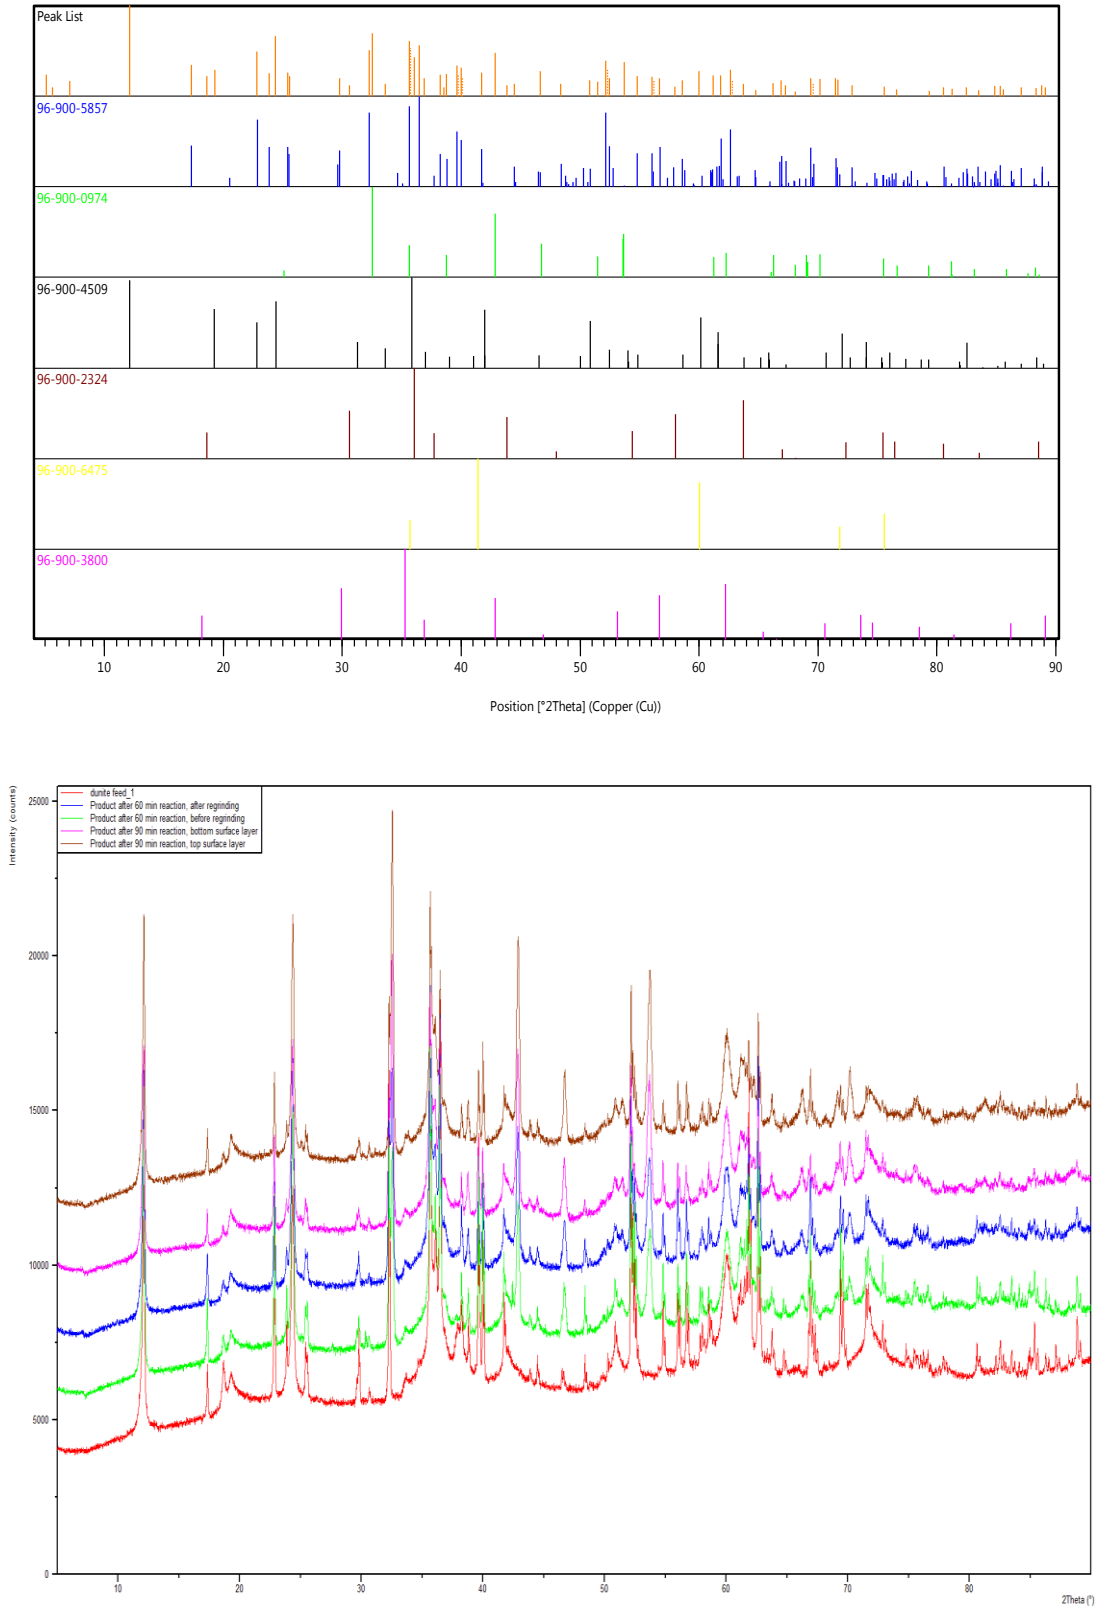 Peak List
96-900-5857
96-900-0974
96-900-4509
96-900-2324
96-900-6475
96-900-3800
10 20 30 40 50 60 70 80 90
Position [°2Theta] (Copper (Cu))
Intensity (counts)
dunite feed_1
Product after 60 min reaction, after regrinding
Product after 60 min reaction, before regrinding
Product after 90 min reaction, bottom surface layer
Product after 90 min reaction, top surface layer
25000
20000
15000
10000
5000
0
10 20 30 40 50 60 70 80
2Theta (°)